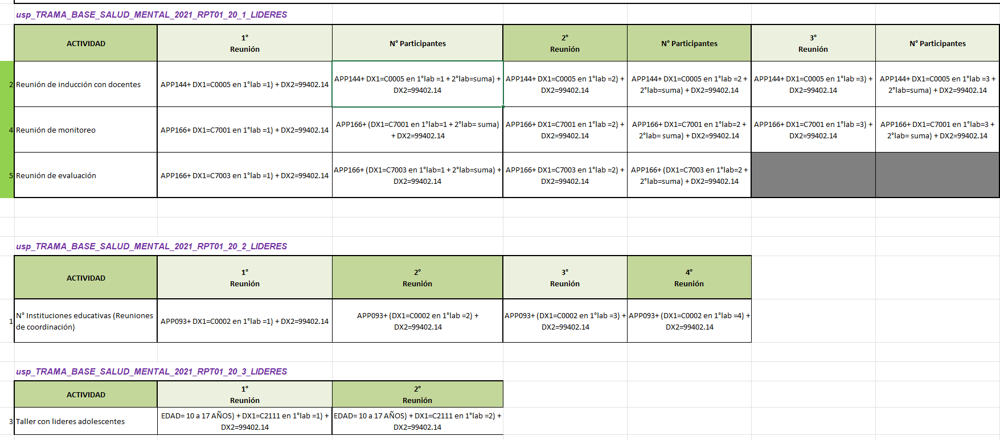 usp_TRAMA_BASE_SALUD_MENTAL_2021_RPT01_20_1_LIDERES
ACTIVIDAD
1°
Reunión
N° Participantes
2°
Reunión
N° Participantes
3°
Reunión
N° Participantes
2
Reunión de inducción con docentes
APP144+ DX1=C0005 en 1°lab =1) + DX2=99402.14
APP144+ DX1=C0005 en 1°lab =1 + 2°lab=suma) +
DX2=99402.14
APP144+ DX1=C0005 en 1°lab =2) +
DX2=99402.14
APP144+ DX1=C0005 en 1°lab =2 +
2°lab=suma) + DX2=99402.14
APP144+ DX1=C0005 en 1°lab =3) +
DX2=99402.14
APP144+ DX1=C0005 en 1°lab =3 +
2°lab=suma) + DX2=99402.14
4
Reunión de monitoreo
APP166+ DX1=C7001 en 1°lab =1) + DX2=99402.14
APP166+ (DX1=C7001 en 1°lab=1 + 2°lab= suma)
+ DX2=99402.14
APP166+ DX1=C7001 en 1°lab =2) +
DX2=99402.14
APP166+ DX1=C7001 en 1°lab=2 +
2°lab= suma) + DX2=99402.14
APP166+ DX1=C7001 en 1°lab =3) +
DX2=99402.14
APP166+ DX1=C7001 en 1°lab=3 +
2°lab= suma) + DX2=99402.14
5
Reunión de evaluación
APP166+ DX1=C7003 en 1°lab =1) + DX2=99402.14
APP166+ (DX1=C7003 en 1°lab=1 + 2°lab=suma) +
DX2=99402.14
APP166+ DX1=C7003 en 1°lab =2) +
DX2=99402.14
APP166+ (DX1=C7003 en 1°lab=2 +
2°lab=suma) + DX2=99402.14
usp_TRAMA_BASE_SALUD_MENTAL_2021_RPT01_20_2_LIDERES
ACTIVIDAD
1°
Reunión
2°
Reunión
3°
Reunión
4°
Reunión
1
N° Instituciones educativas (Reuniones
de coordinación)
APP093+ DX1=C0002 en 1°lab =1) + DX2=99402.14
APP093+ (DX1=C0002 en 1°lab =2) +
DX2=99402.14
APP093+ (DX1=C0002 en 1°lab =3) +
DX2=99402.14
APP093+ (DX1=C0002 en 1°lab =4) +
DX2=99402.14
usp_TRAMA_BASE_SALUD_MENTAL_2021_RPT01_20_3_LIDERES
ACTIVIDAD
1°
Reunión
2°
Reunión
3
Taller con lideres adolescentes
EDAD= 10 a 17 AÑOS) + DX1=C2111 en 1°lab =1) +
DX2=99402.14
EDAD= 10 a 17 AÑOS) + DX1=C2111 en 1°lab =2) +
DX2=99402.14